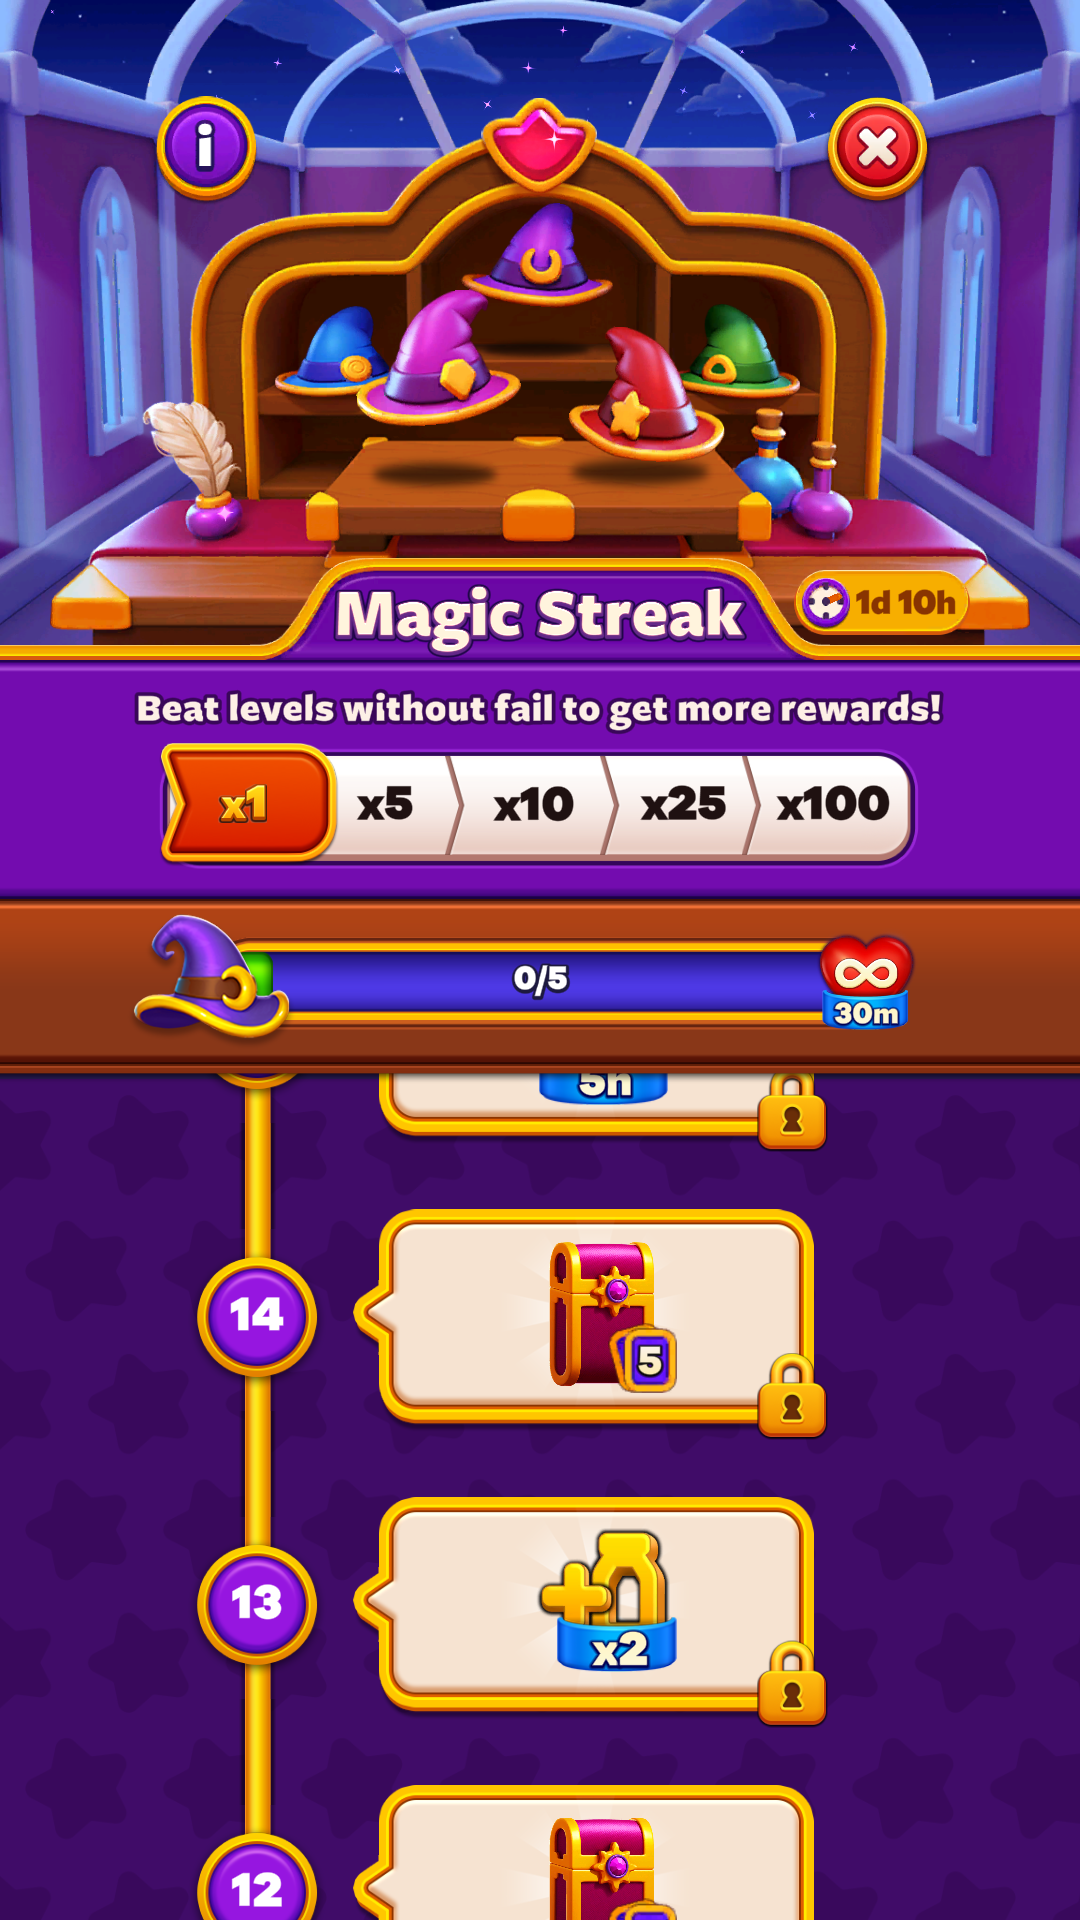 i
Magic Streak
1d 10h
Beat levels without fail to get more rewards!
x1 x5 x10 x25 x100
0/5
30m
5h
14
5
13
x2
12